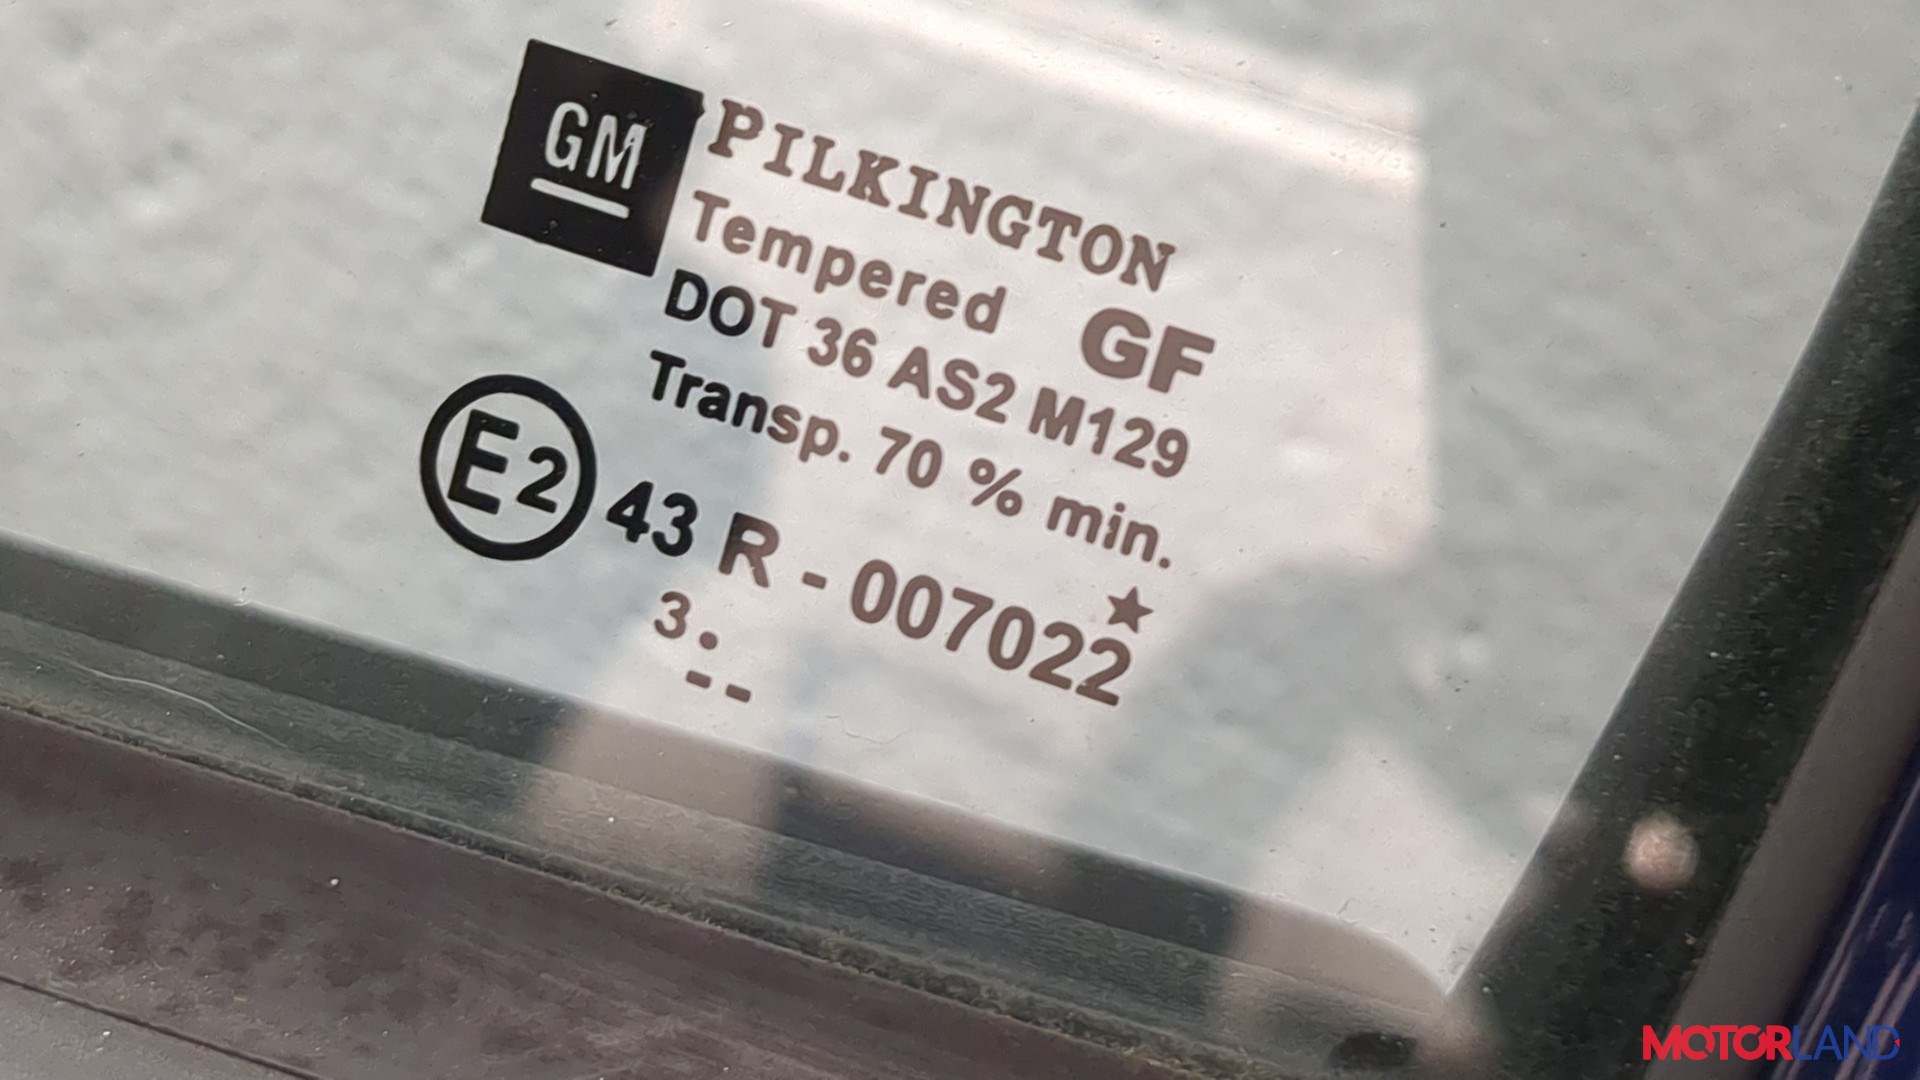 GM
PILKINGTON
Tempered GF
DOT 36 AS2 M129
Transp. 70 % min.
E2 43 R - 007022 ★
3 •
- -
MOTORLAND